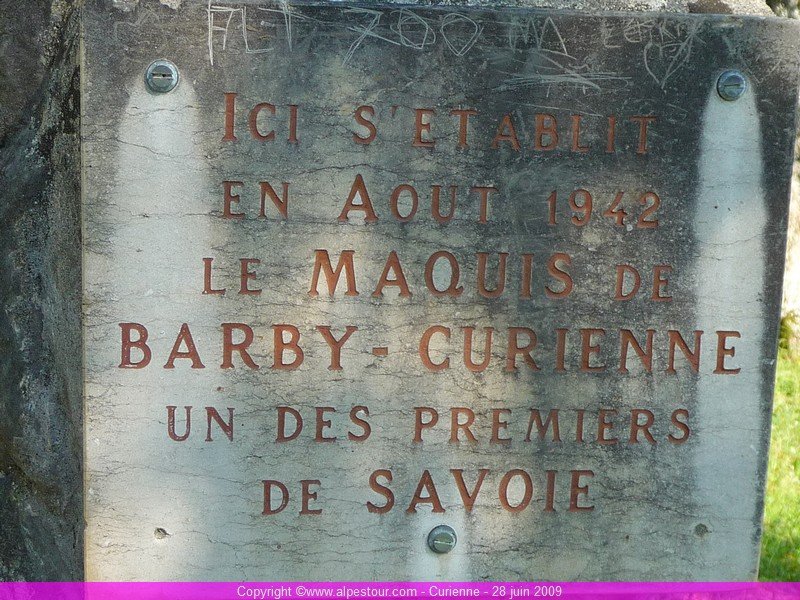 ICI S'ETABLIT
EN AOUT 1942
LE MAQUIS DE
BARBY-CURIENNE
UN DES PREMIERS
DE SAVOIE
Copyright ©www.alpestour.com - Curienne - 28 juin 2009